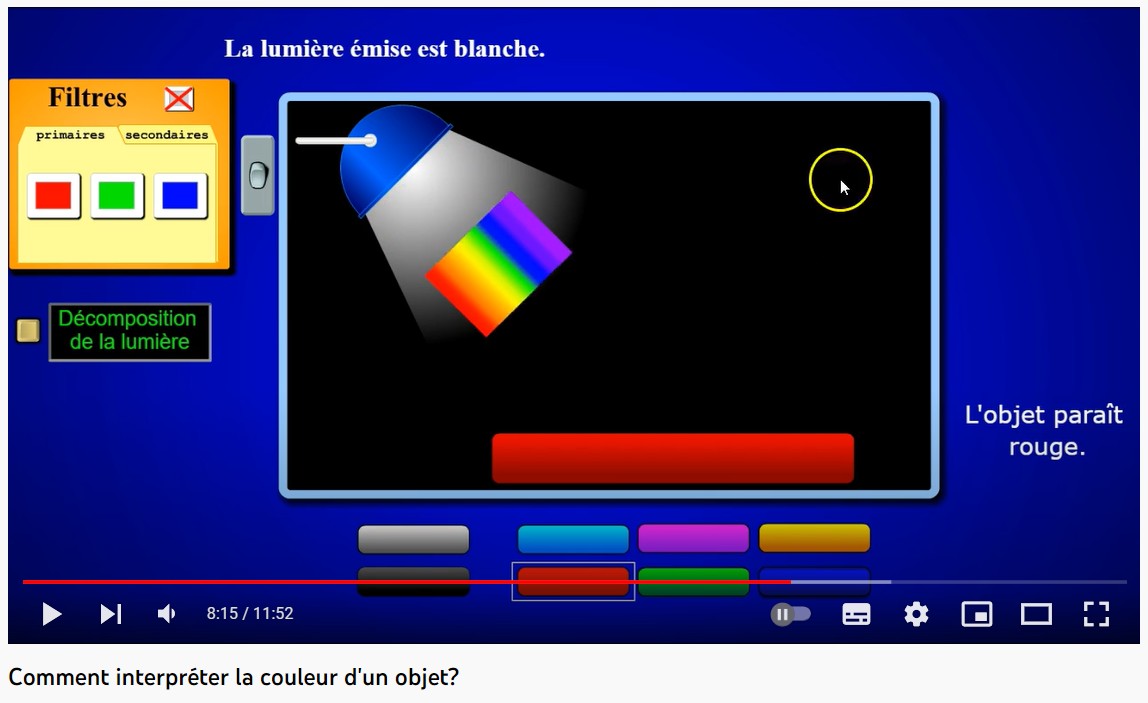 La lumière émise est blanche.
Filtres
primaires secondaires
Décomposition
de la lumière
L'objet paraît
rouge.
8:15 / 11:52
Comment interpréter la couleur d'un objet?